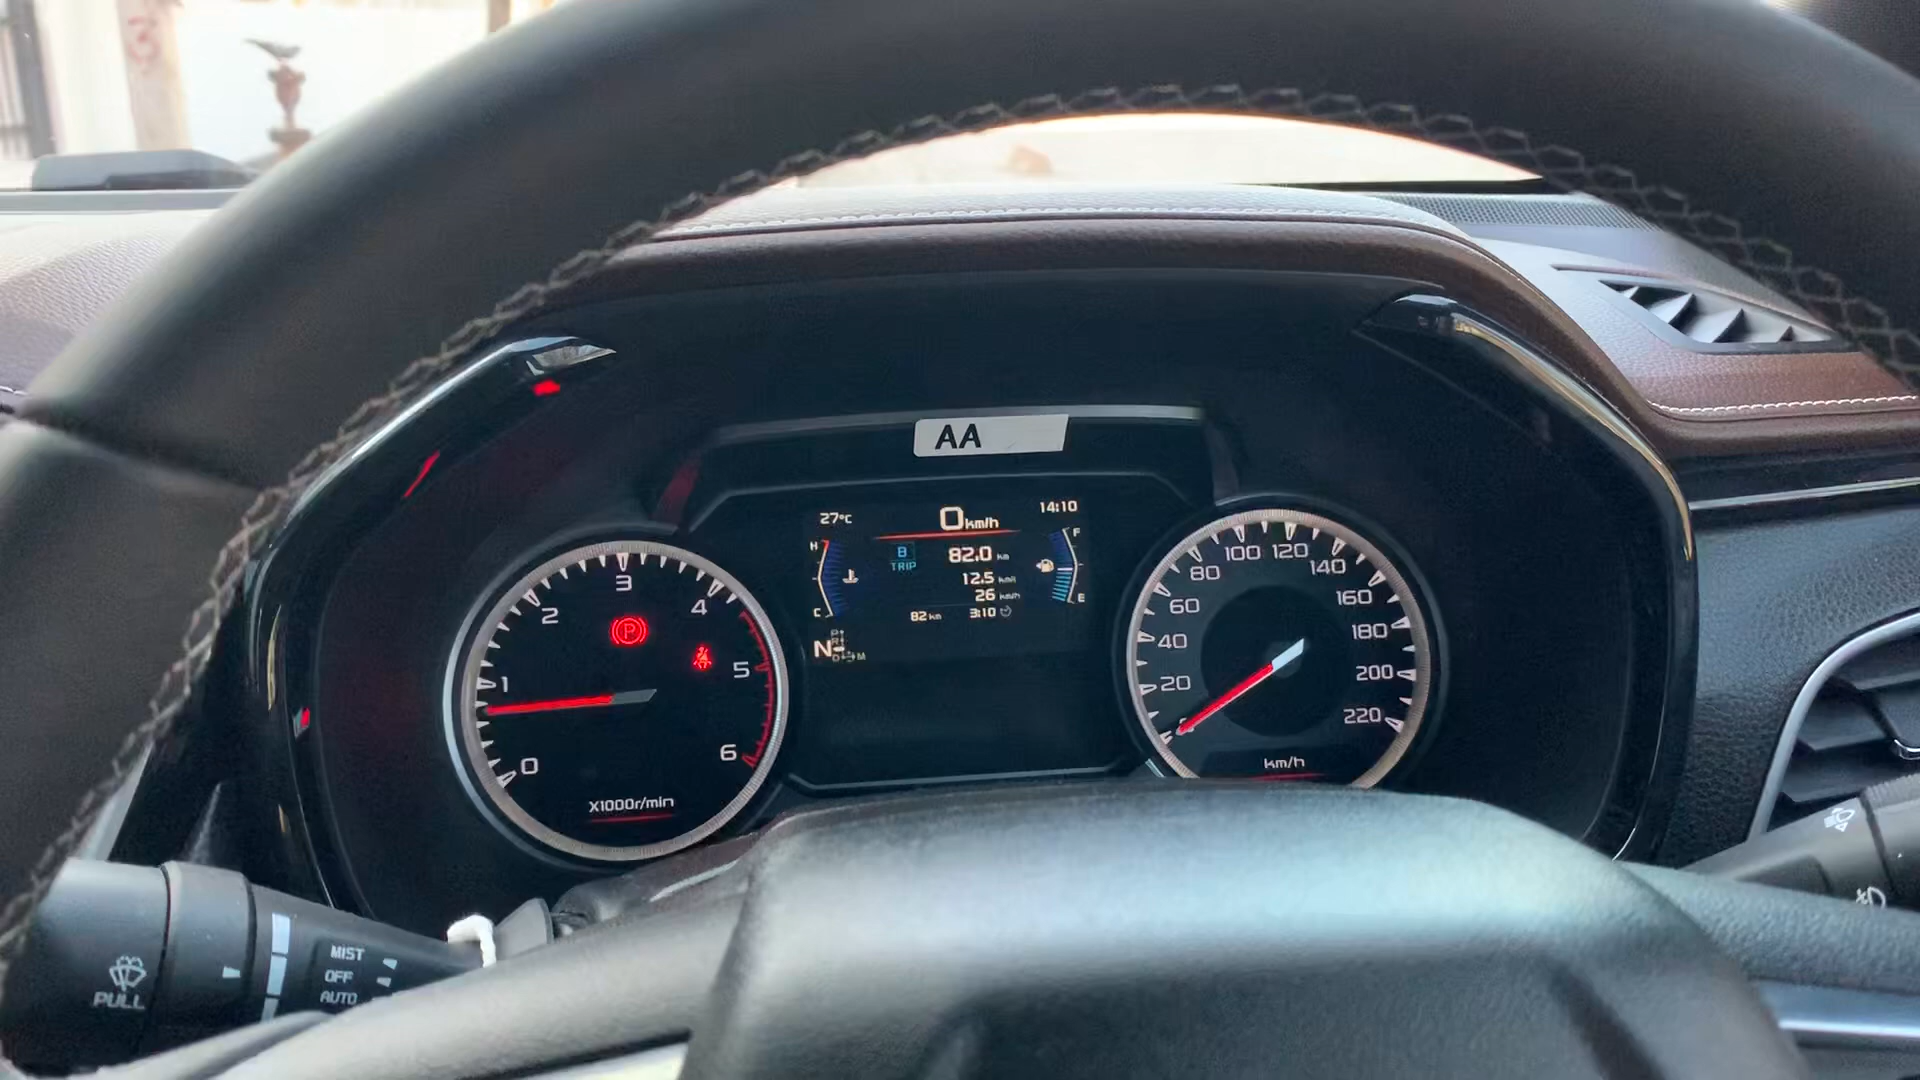 AA
27°C
0 km/h
14:10
H
C
B
TRIP
82.0 km
12.5
26 km/h
82 km
3:10
F
E
N
P
R
D
M
0
1
2
3
4
5
6
P
X1000r/min
20
40
60
80
100
120
140
160
180
200
220
km/h
PULL
MIST
OFF
AUTO